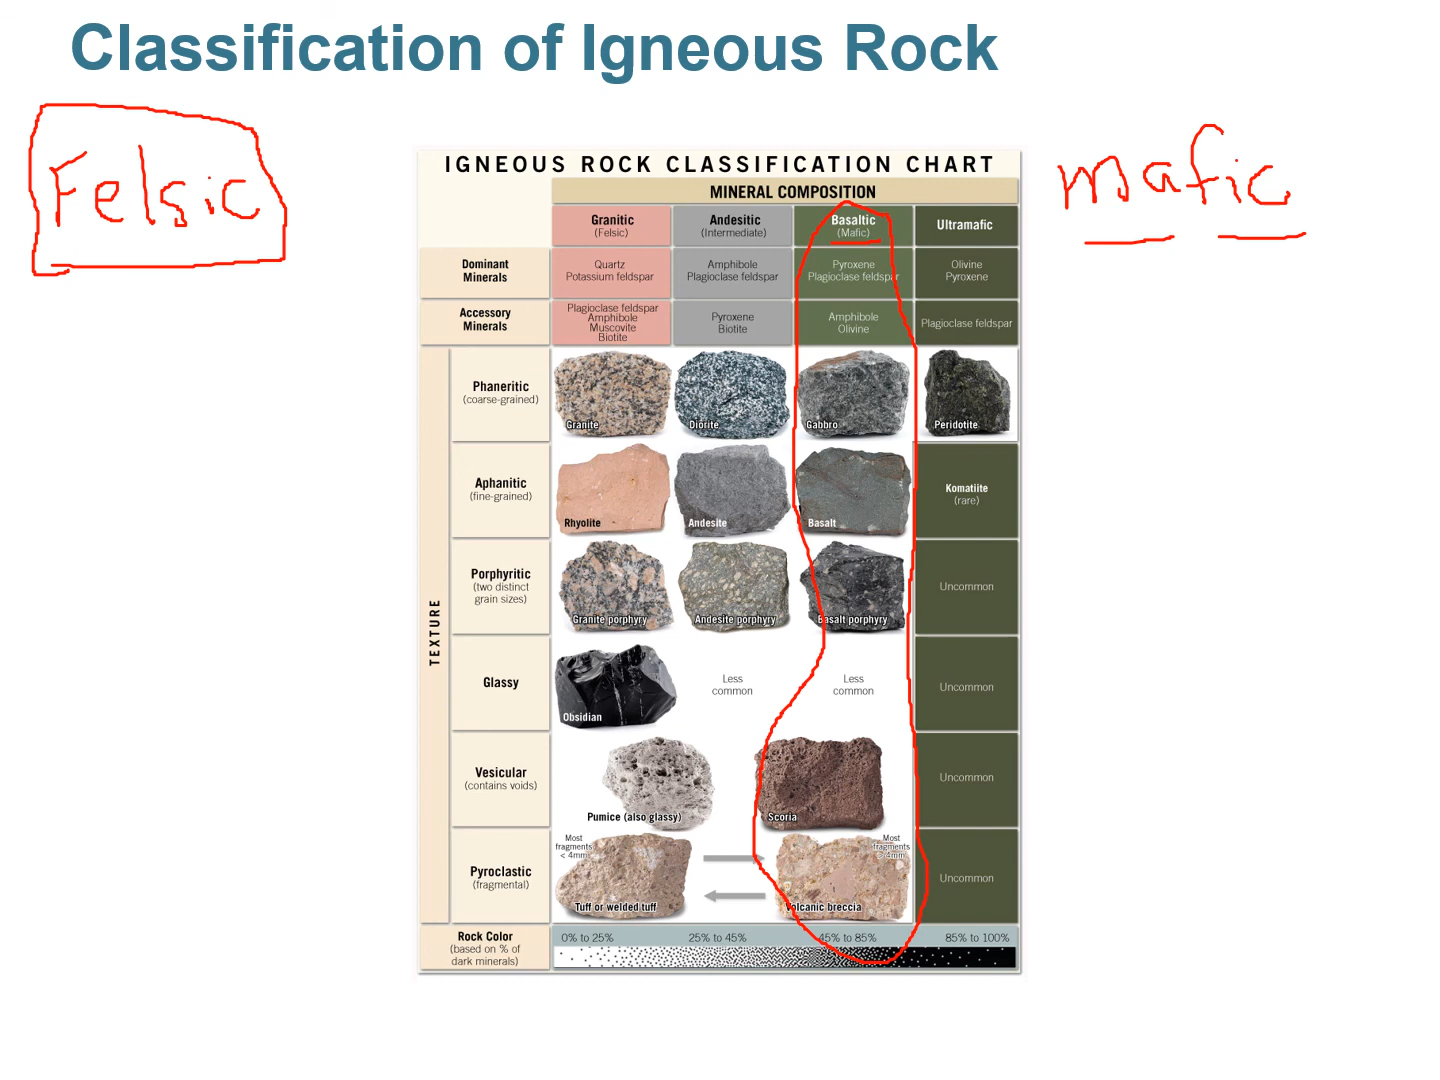 Classification of Igneous Rock
Felsic
mafic
IGNEOUS ROCK CLASSIFICATION CHART
MINERAL COMPOSITION
Granitic
(Felsic)
Andesitic
(Intermediate)
Basaltic
(Mafic)
Ultramafic
Dominant
Minerals
Quartz
Potassium feldspar
Amphibole
Plagioclase feldspar
Pyroxene
Plagioclase feldspar
Olivine
Pyroxene
Accessory
Minerals
Plagioclase feldspar
Amphibole
Muscovite
Biotite
Pyroxene
Biotite
Amphibole
Olivine
Plagioclase feldspar
TEXTURE
Phaneritic
(coarse-grained)
Granite
Diorite
Gabbro
Peridotite
Aphanitic
(fine-grained)
Rhyolite
Andesite
Basalt
Komatiite
(rare)
Porphyritic
(two distinct
grain sizes)
Granite porphyry
Andesite porphyry
Basalt porphyry
Uncommon
Glassy
Obsidian
Less
common
Less
common
Uncommon
Vesicular
(contains voids)
Pumice (also glassy)
Scoria
Uncommon
Pyroclastic
(fragmental)
Most
fragments
< 4mm
Tuff or welded tuff
Most
fragments
> 4mm
Volcanic breccia
Uncommon
Rock Color
(based on % of
dark minerals)
0% to 25%
25% to 45%
45% to 85%
85% to 100%